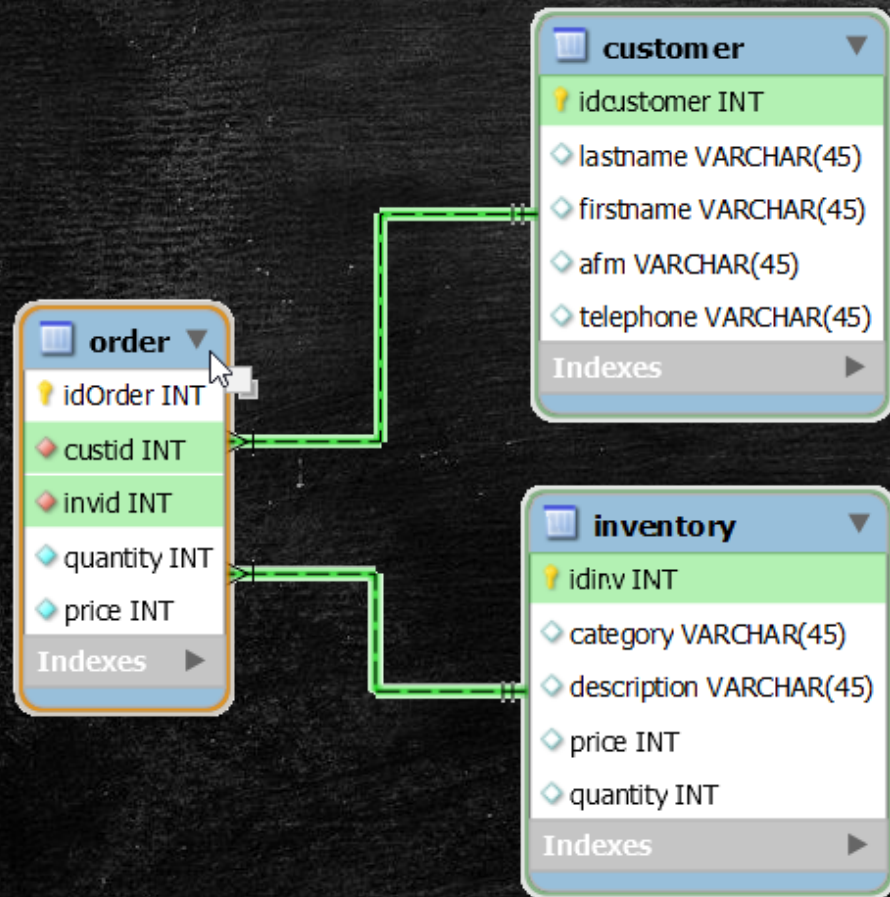 customer
idcustomer INT
lastname VARCHAR(45)
firstname VARCHAR(45)
afm VARCHAR(45)
telephone VARCHAR(45)
Indexes
order
idOrder INT
custid INT
invid INT
quantity INT
price INT
Indexes
inventory
idinv INT
category VARCHAR(45)
description VARCHAR(45)
price INT
quantity INT
Indexes